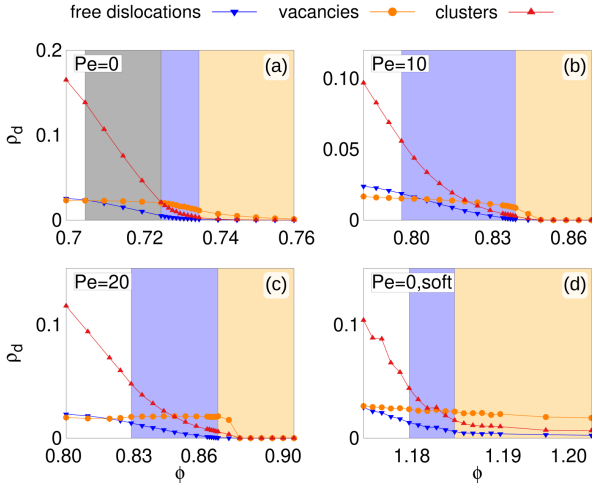 free dislocations vacancies clusters
Pe=0 (a)
0.2
0.1
0
ρd
0.7 0.72 0.74 0.76
Pe=10 (b)
0.10
0.05
0
0.80 0.83 0.86
Pe=20 (c)
0.1
0
ρd
0.80 0.83 0.86 0.90
ϕ
Pe=0,soft (d)
0.1
0
1.18 1.19 1.20
ϕ